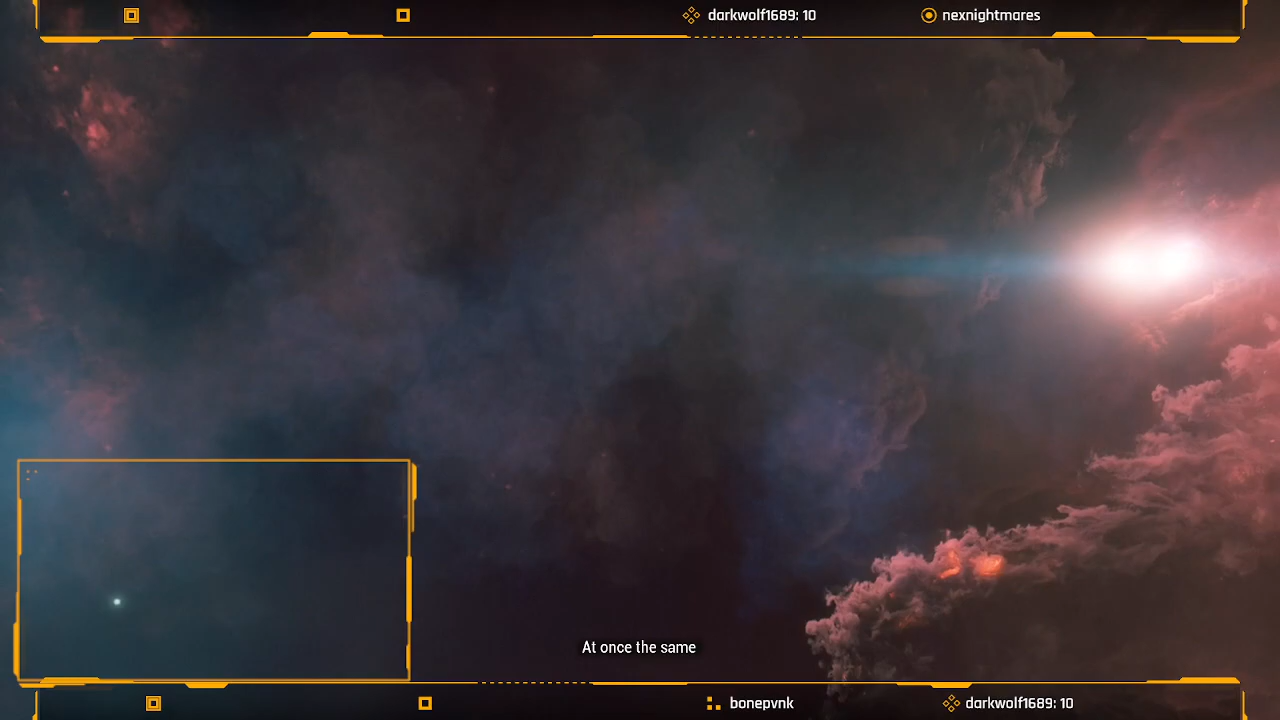 darkwolf1689: 10
nexnightmares
At once the same
bonepvnk
darkwolf1689: 10